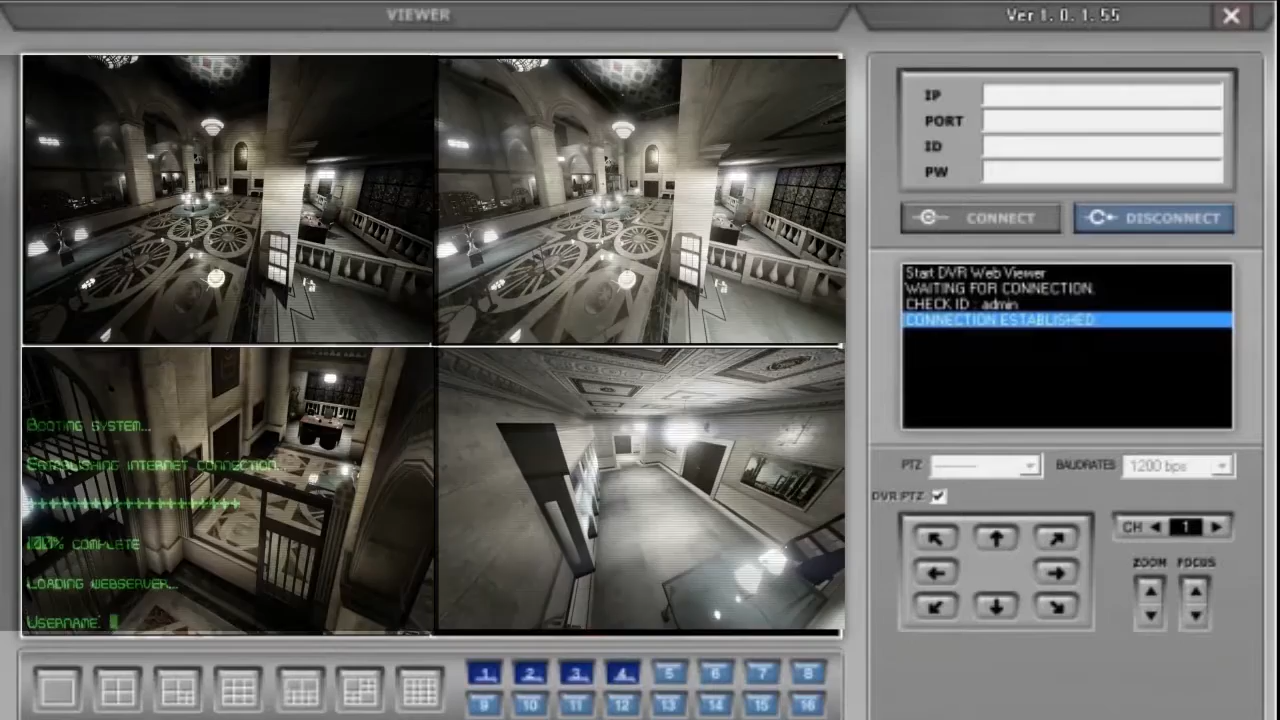 VIEWER
Ver 1. 0. 1. 55
IP
PORT
ID
PW
CONNECT
DISCONNECT
Start DVR Web Viewer
WAITING FOR CONNECTION.
CHECK ID : admin
CONNECTION ESTABLISHED
Booting system...
Establishing internet connection...
++++++++++++++++++++++
100% complete
Loading webserver...
Username:
PTZ
BAUDRATES
1200 bps
DVR PTZ
CH
1
ZOOM
FOCUS
1 2 3 4 5 6 7 8
9 10 11 12 13 14 15 16